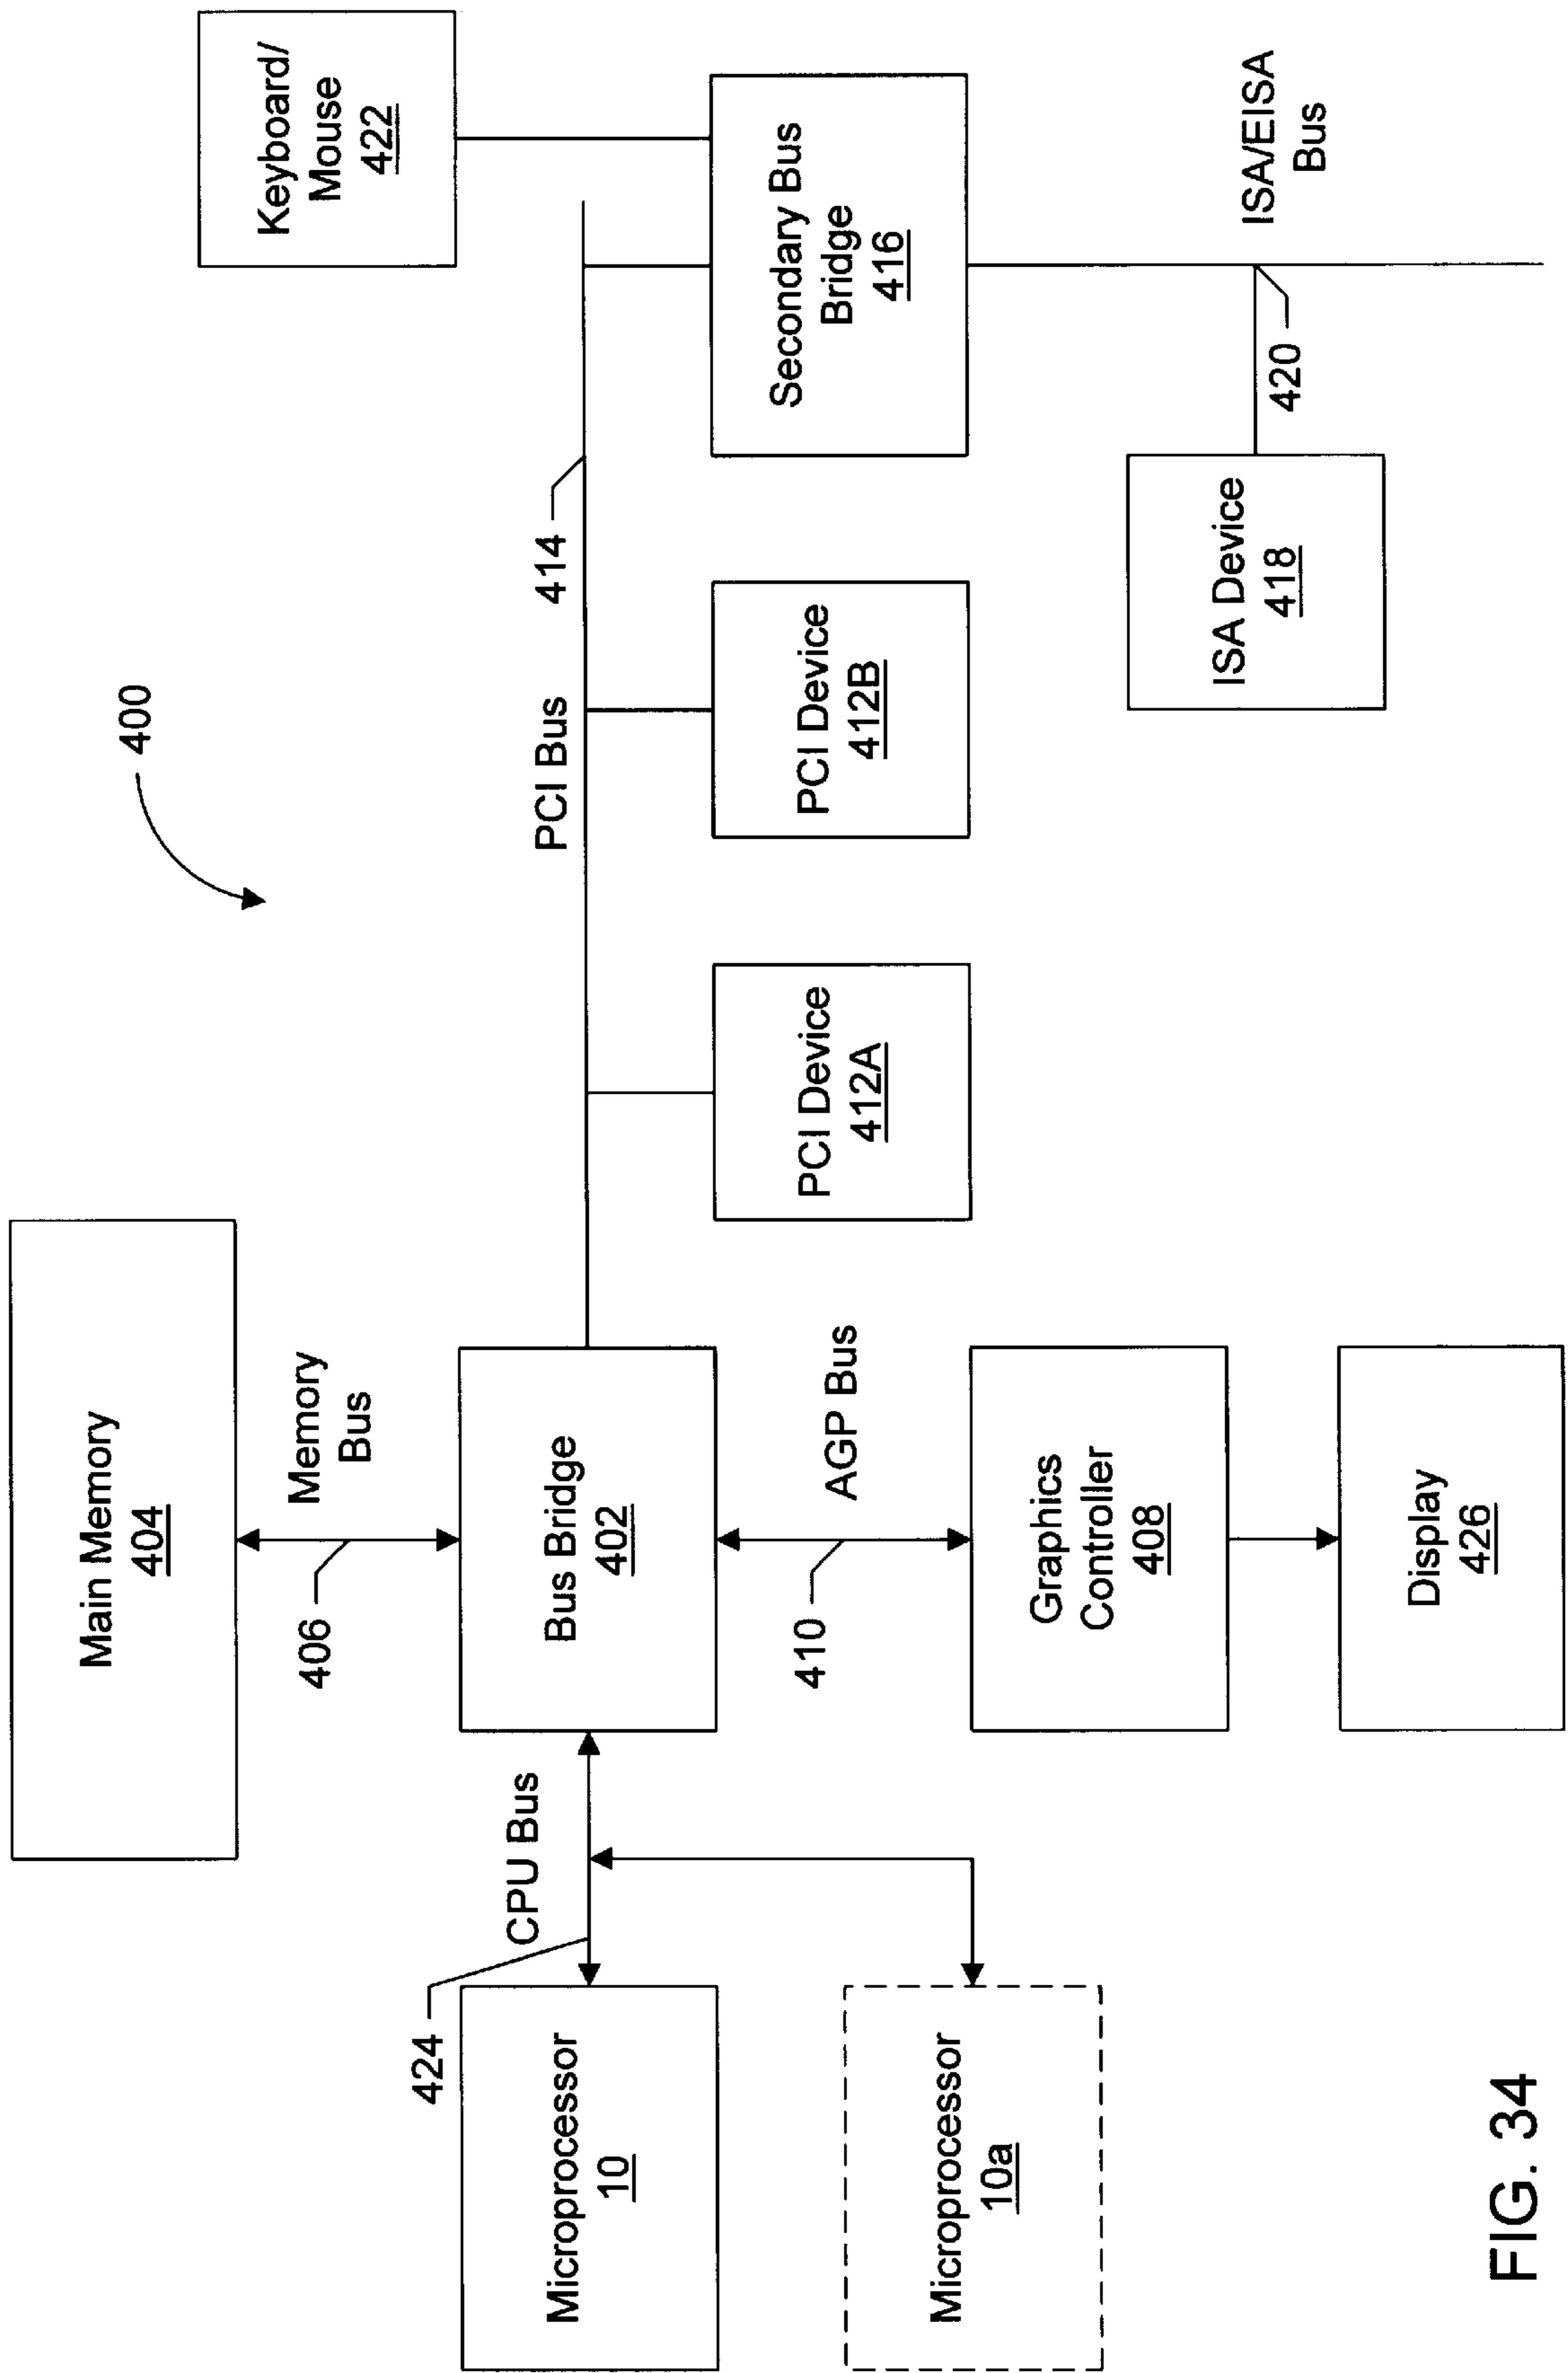 400
Main Memory
404
406
Memory
Bus
Keyboard/
Mouse
422
424
CPU Bus
Microprocessor
10
Bus Bridge
402
PCI Bus
414
410
AGP Bus
PCI Device
412A
PCI Device
412B
Secondary Bus
Bridge
416
Microprocessor
10a
Graphics
Controller
408
ISA Device
418
420
ISA/EISA
Bus
Display
426
FIG. 34